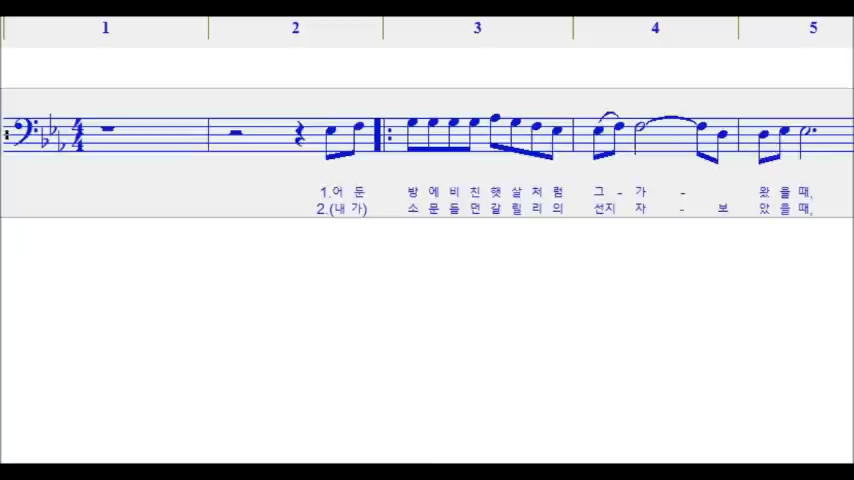 1 2 3 4 5
1.어 둔 방 에 비 친 햇 살 처 럼 그 - 가 - 왔 을 때,
2.(내 가) 소 문 들 던 갈 릴 리 의 선지 자 - 보 았 을 때,